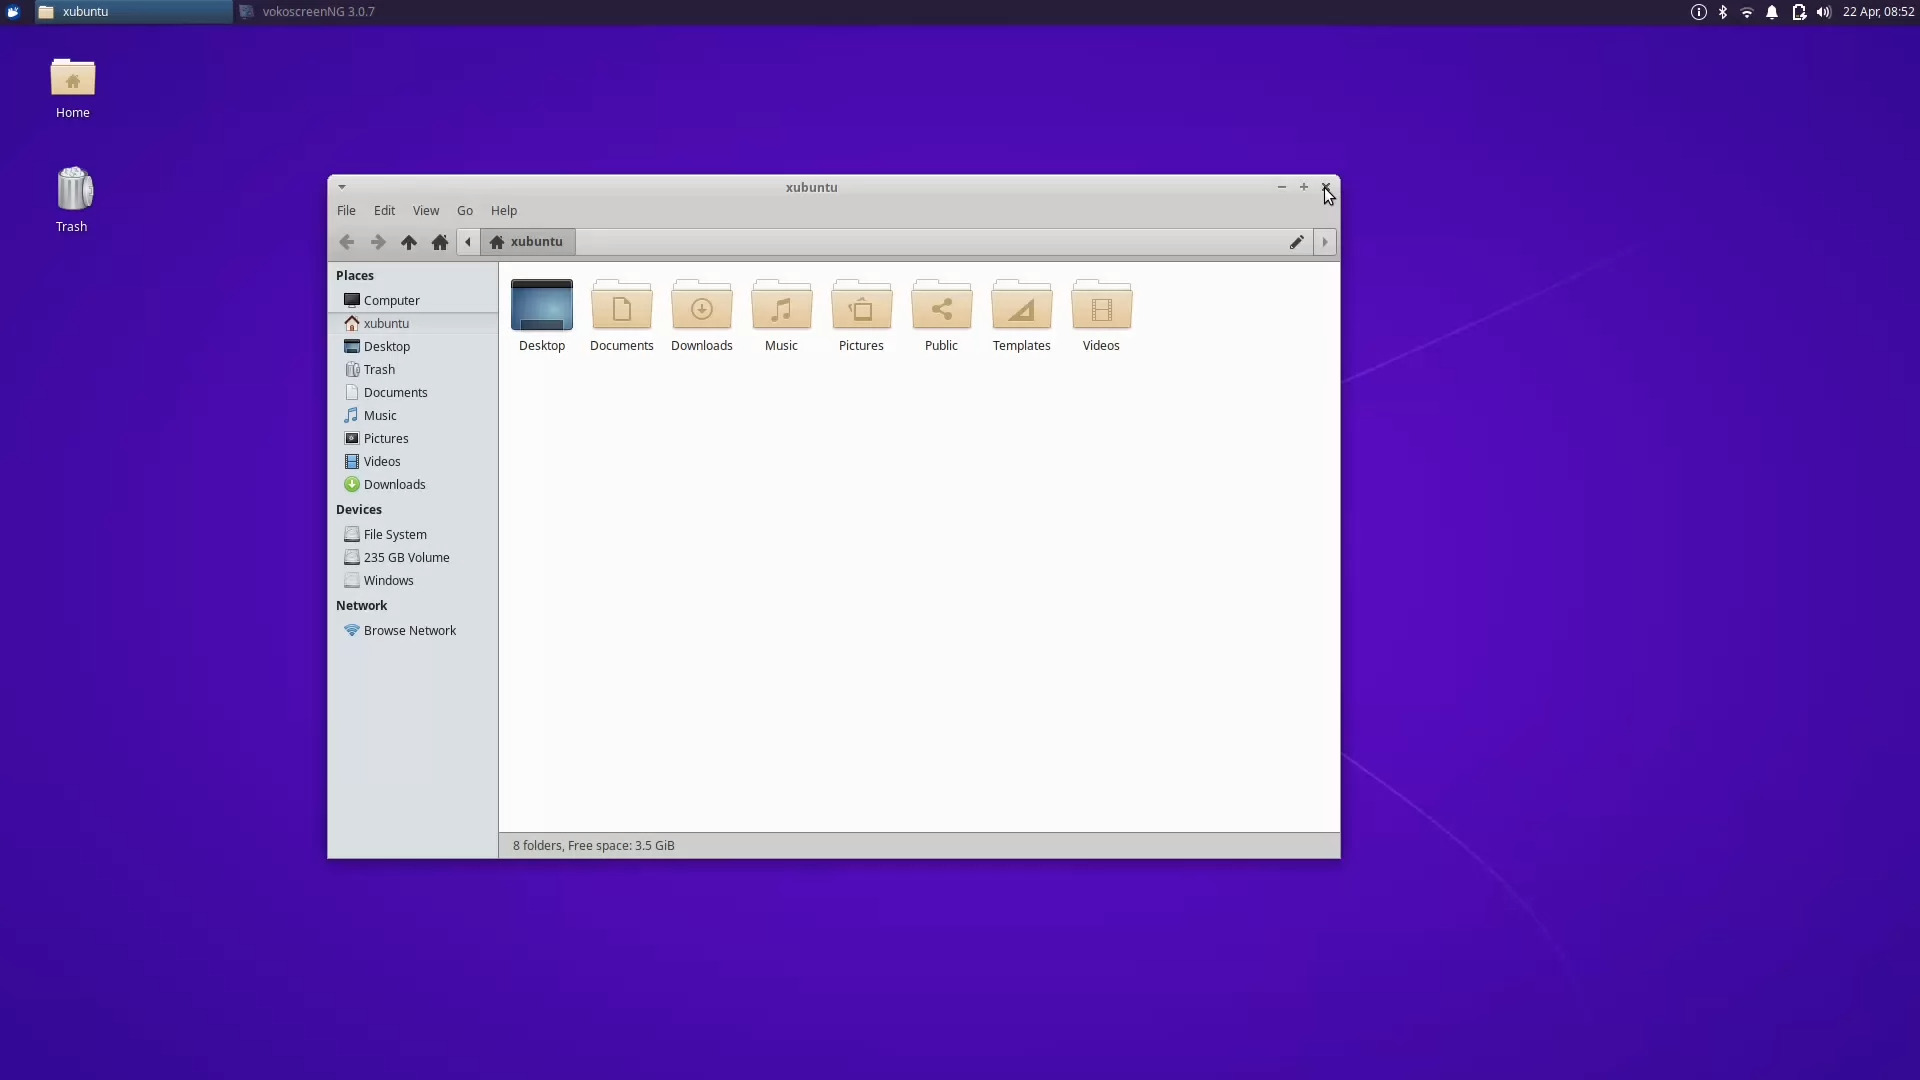 xubuntu vokoscreenNG 3.0.7 22 Apr, 08:52
Home
Trash
xubuntu
File Edit View Go Help
xubuntu
Places
Computer
xubuntu
Desktop
Trash
Documents
Music
Pictures
Videos
Downloads
Devices
File System
235 GB Volume
Windows
Network
Browse Network
Desktop Documents Downloads Music Pictures Public Templates Videos
8 folders, Free space: 3.5 GiB